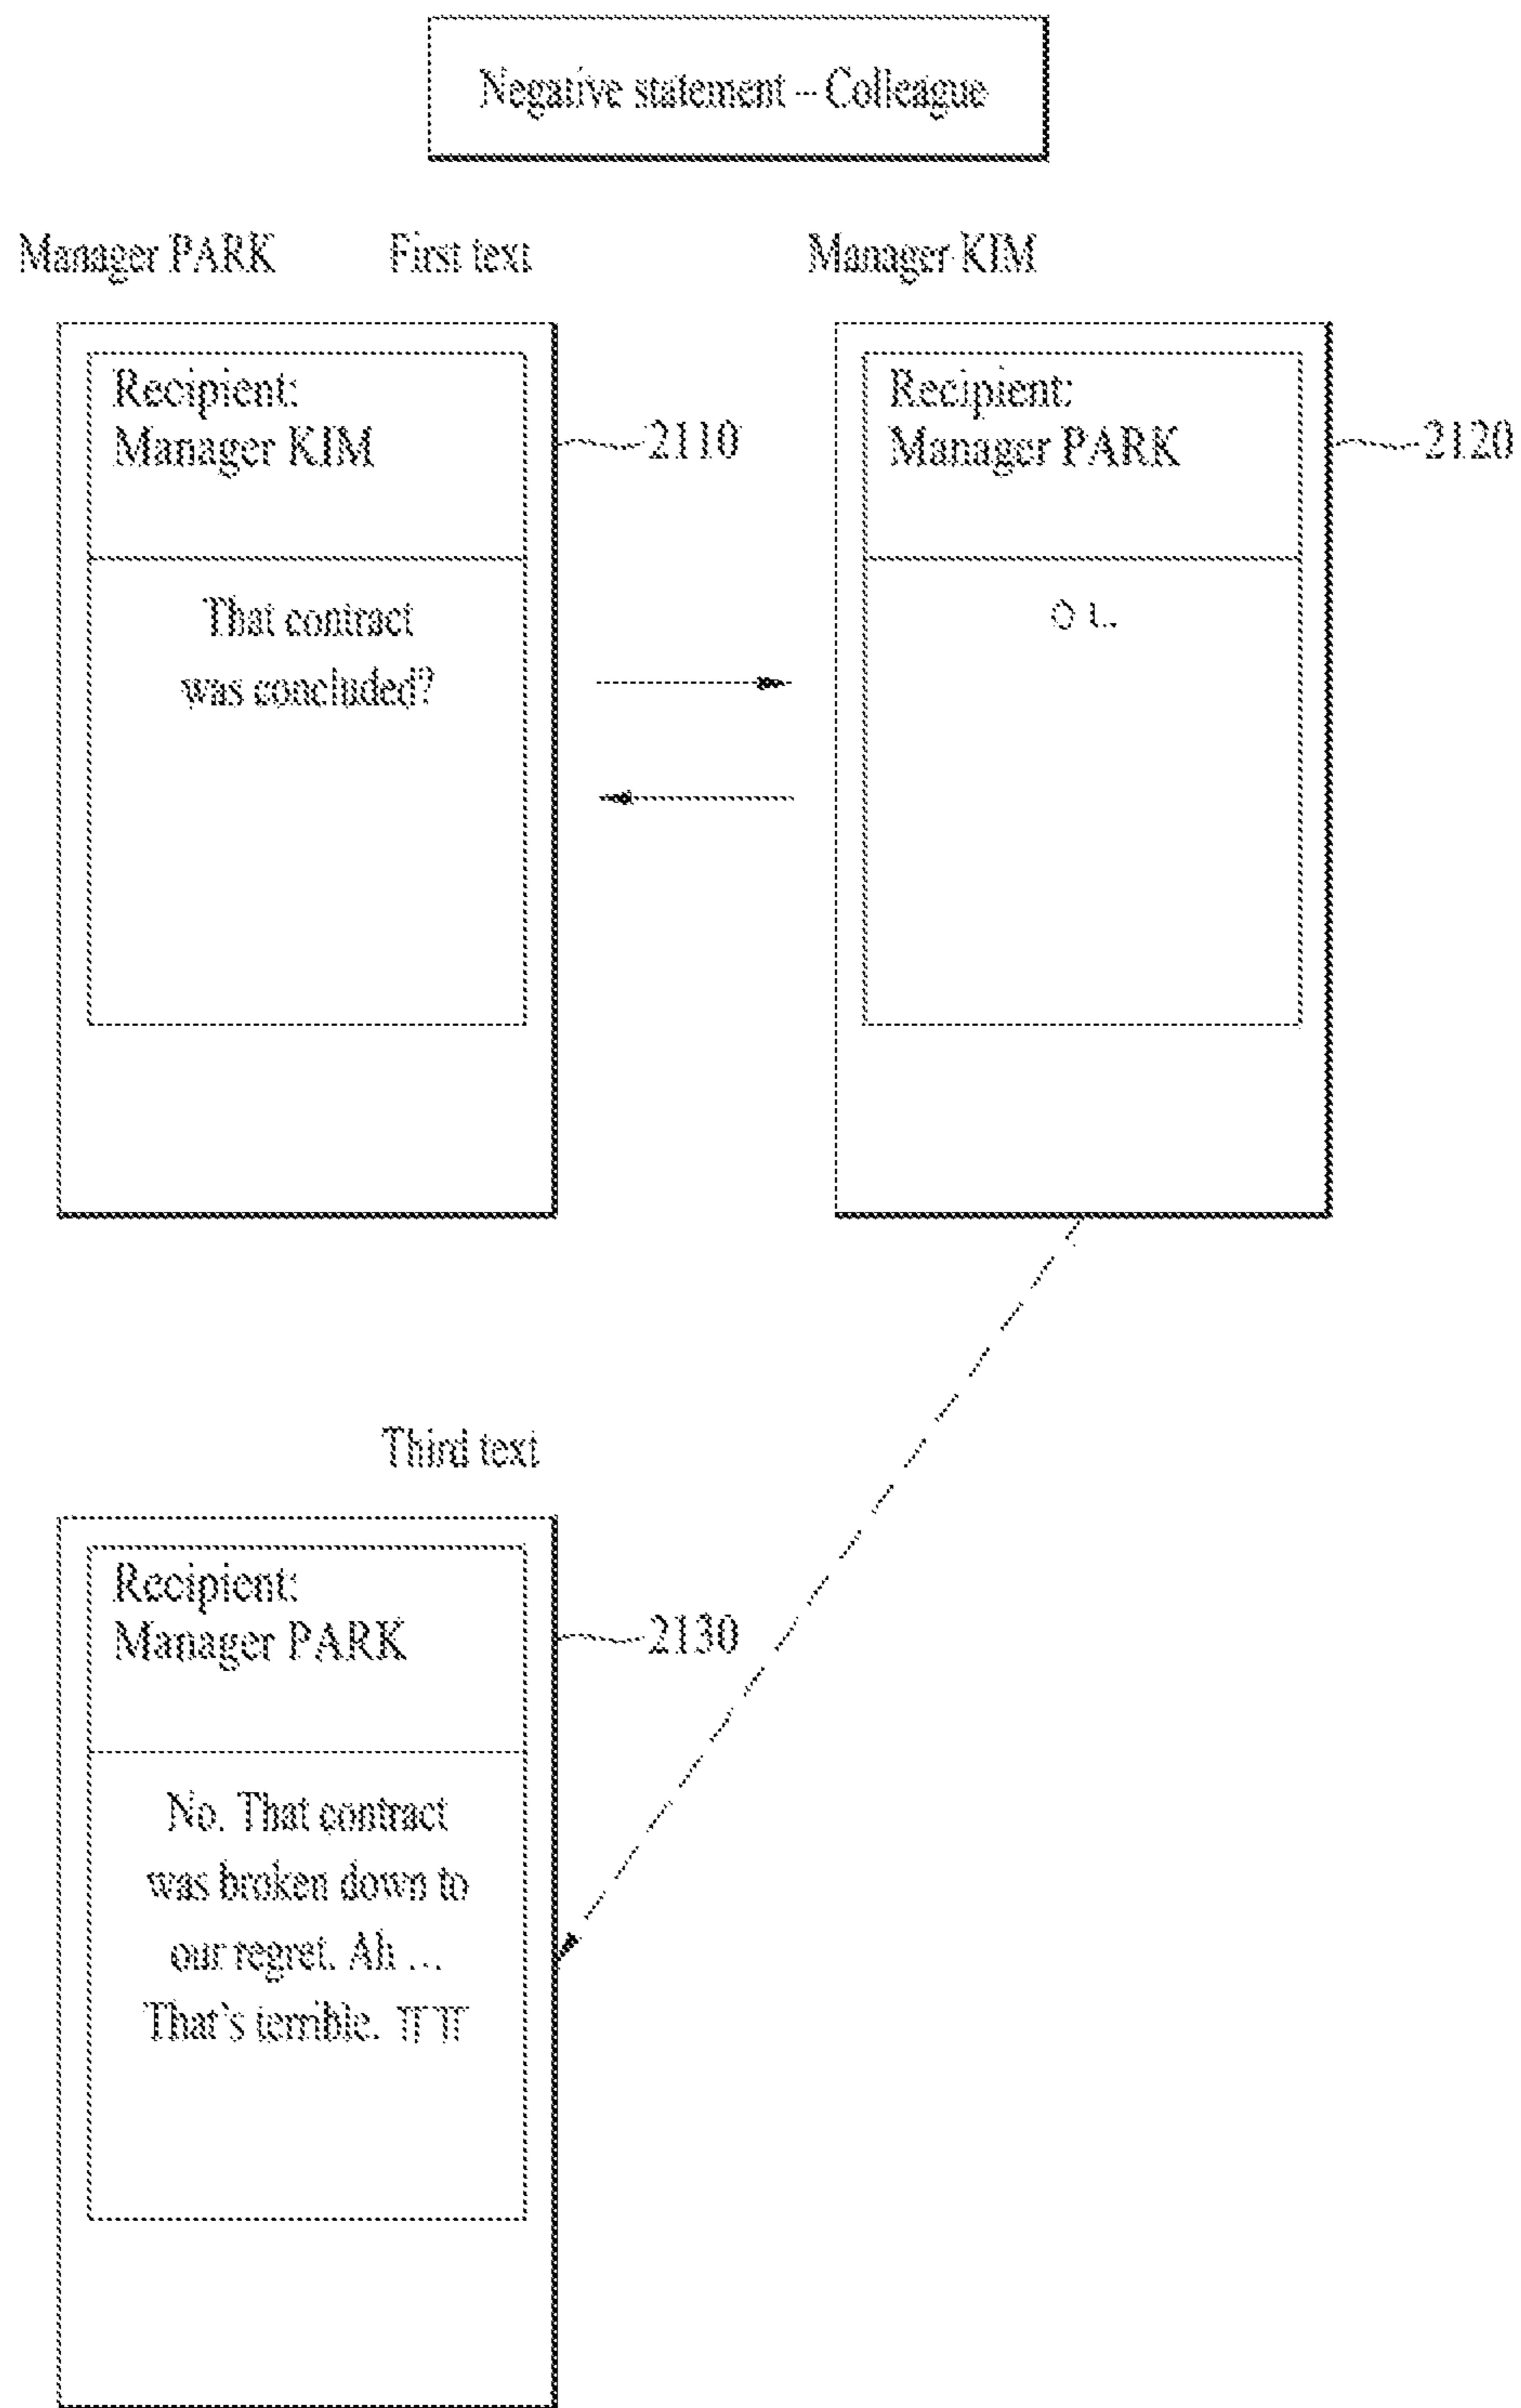 Negative statement – Colleague
Manager PARK
First text
Manager KIM
Recipient:
Manager KIM
2110
That contract
was concluded?
Recipient:
Manager PARK
2120
ㅇㄴ..
Third text
Recipient:
Manager PARK
2130
No. That contract
was broken down to
our regret. Ah ...
That's terrible. ㅠㅠ